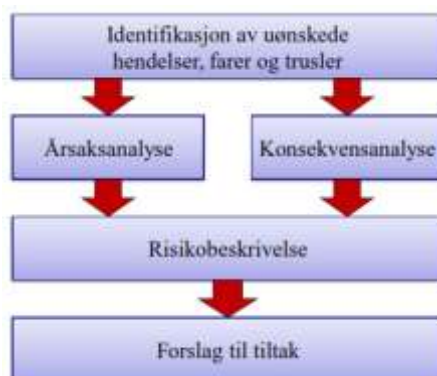 Identifikasjon av uønskede
hendelser, farer og trusler
Årsaksanalyse
Konsekvensanalyse
Risikobeskrivelse
Forslag til tiltak